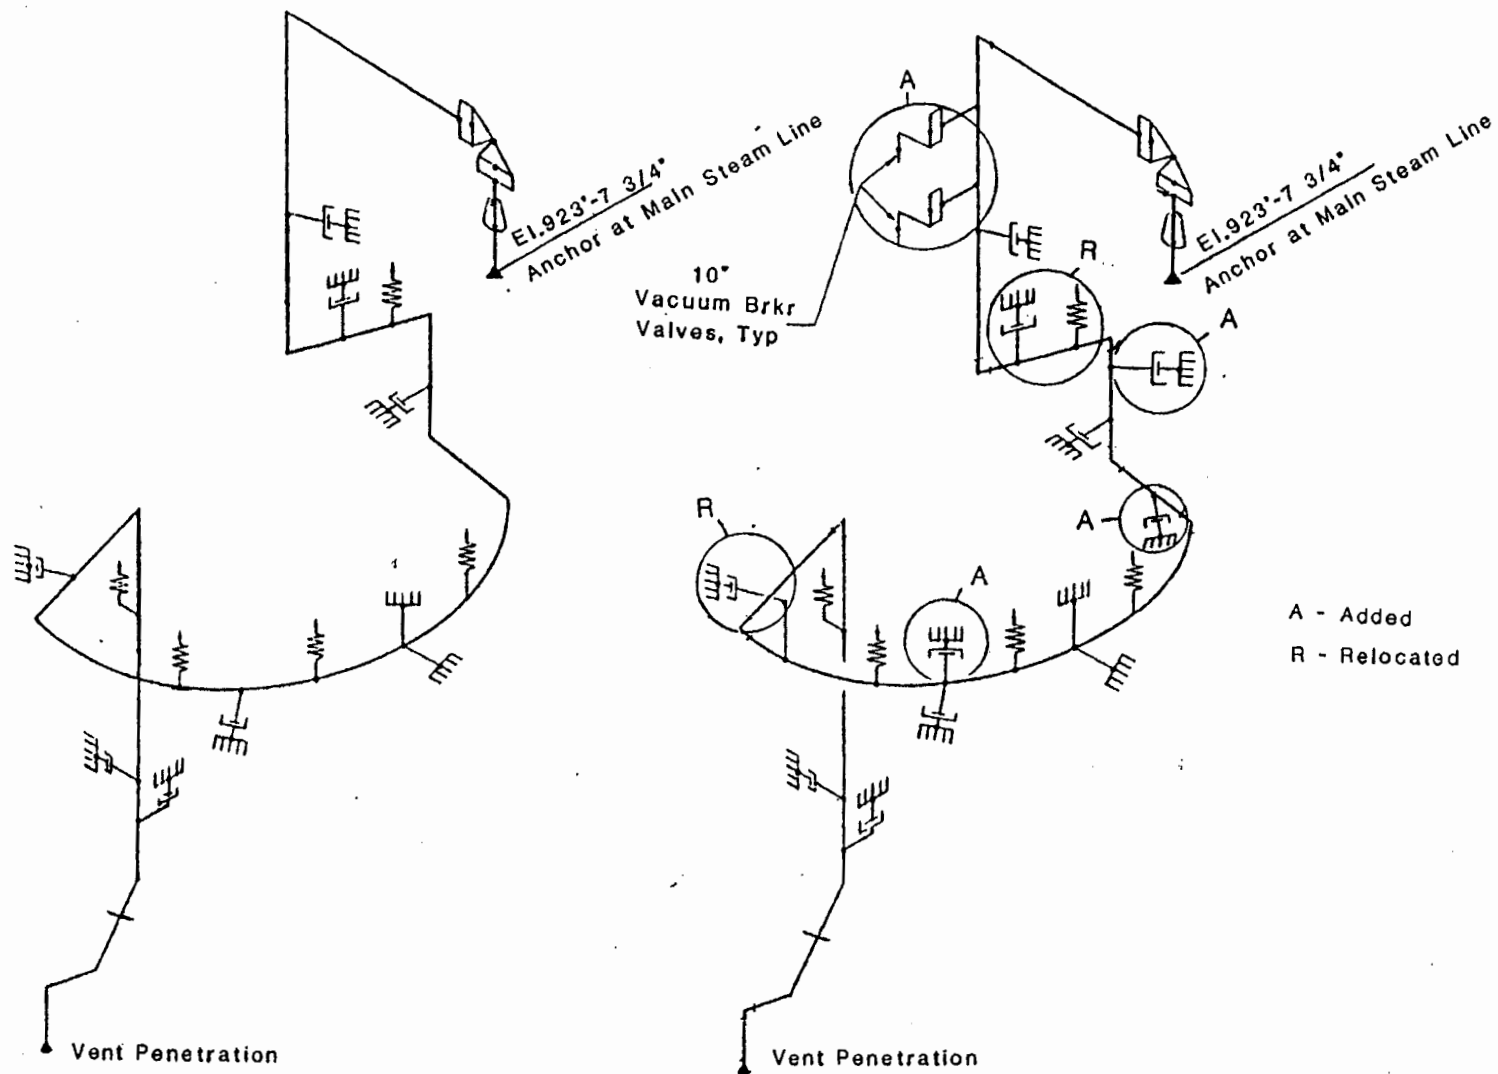 El.923'-7 3/4"
Anchor at Main Steam Line
Vent Penetration
A
10"
Vacuum Brkr
Valves, Typ
El.923'-7 3/4"
Anchor at Main Steam Line
R
A
A
R
A
A - Added
R - Relocated
Vent Penetration